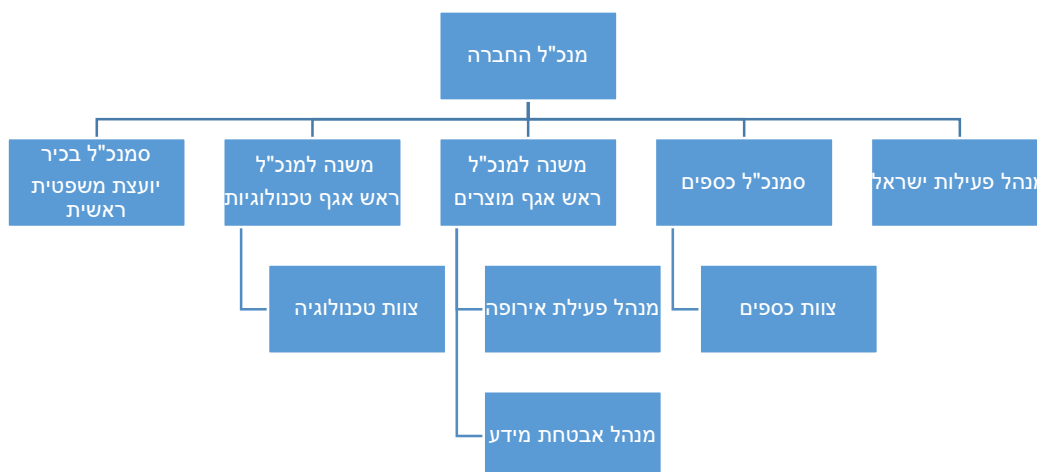 מנכ"ל החברה
מנהל פעילות ישראל
סמנכ"ל כספים
משנה למנכ"ל
ראש אגף מוצרים
משנה למנכ"ל
ראש אגף טכנולוגיות
סמנכ"ל בכיר
יועצת משפטית
ראשית
צוות כספים
מנהל פעילת אירופה
צוות טכנולוגיה
מנהל אבטחת מידע